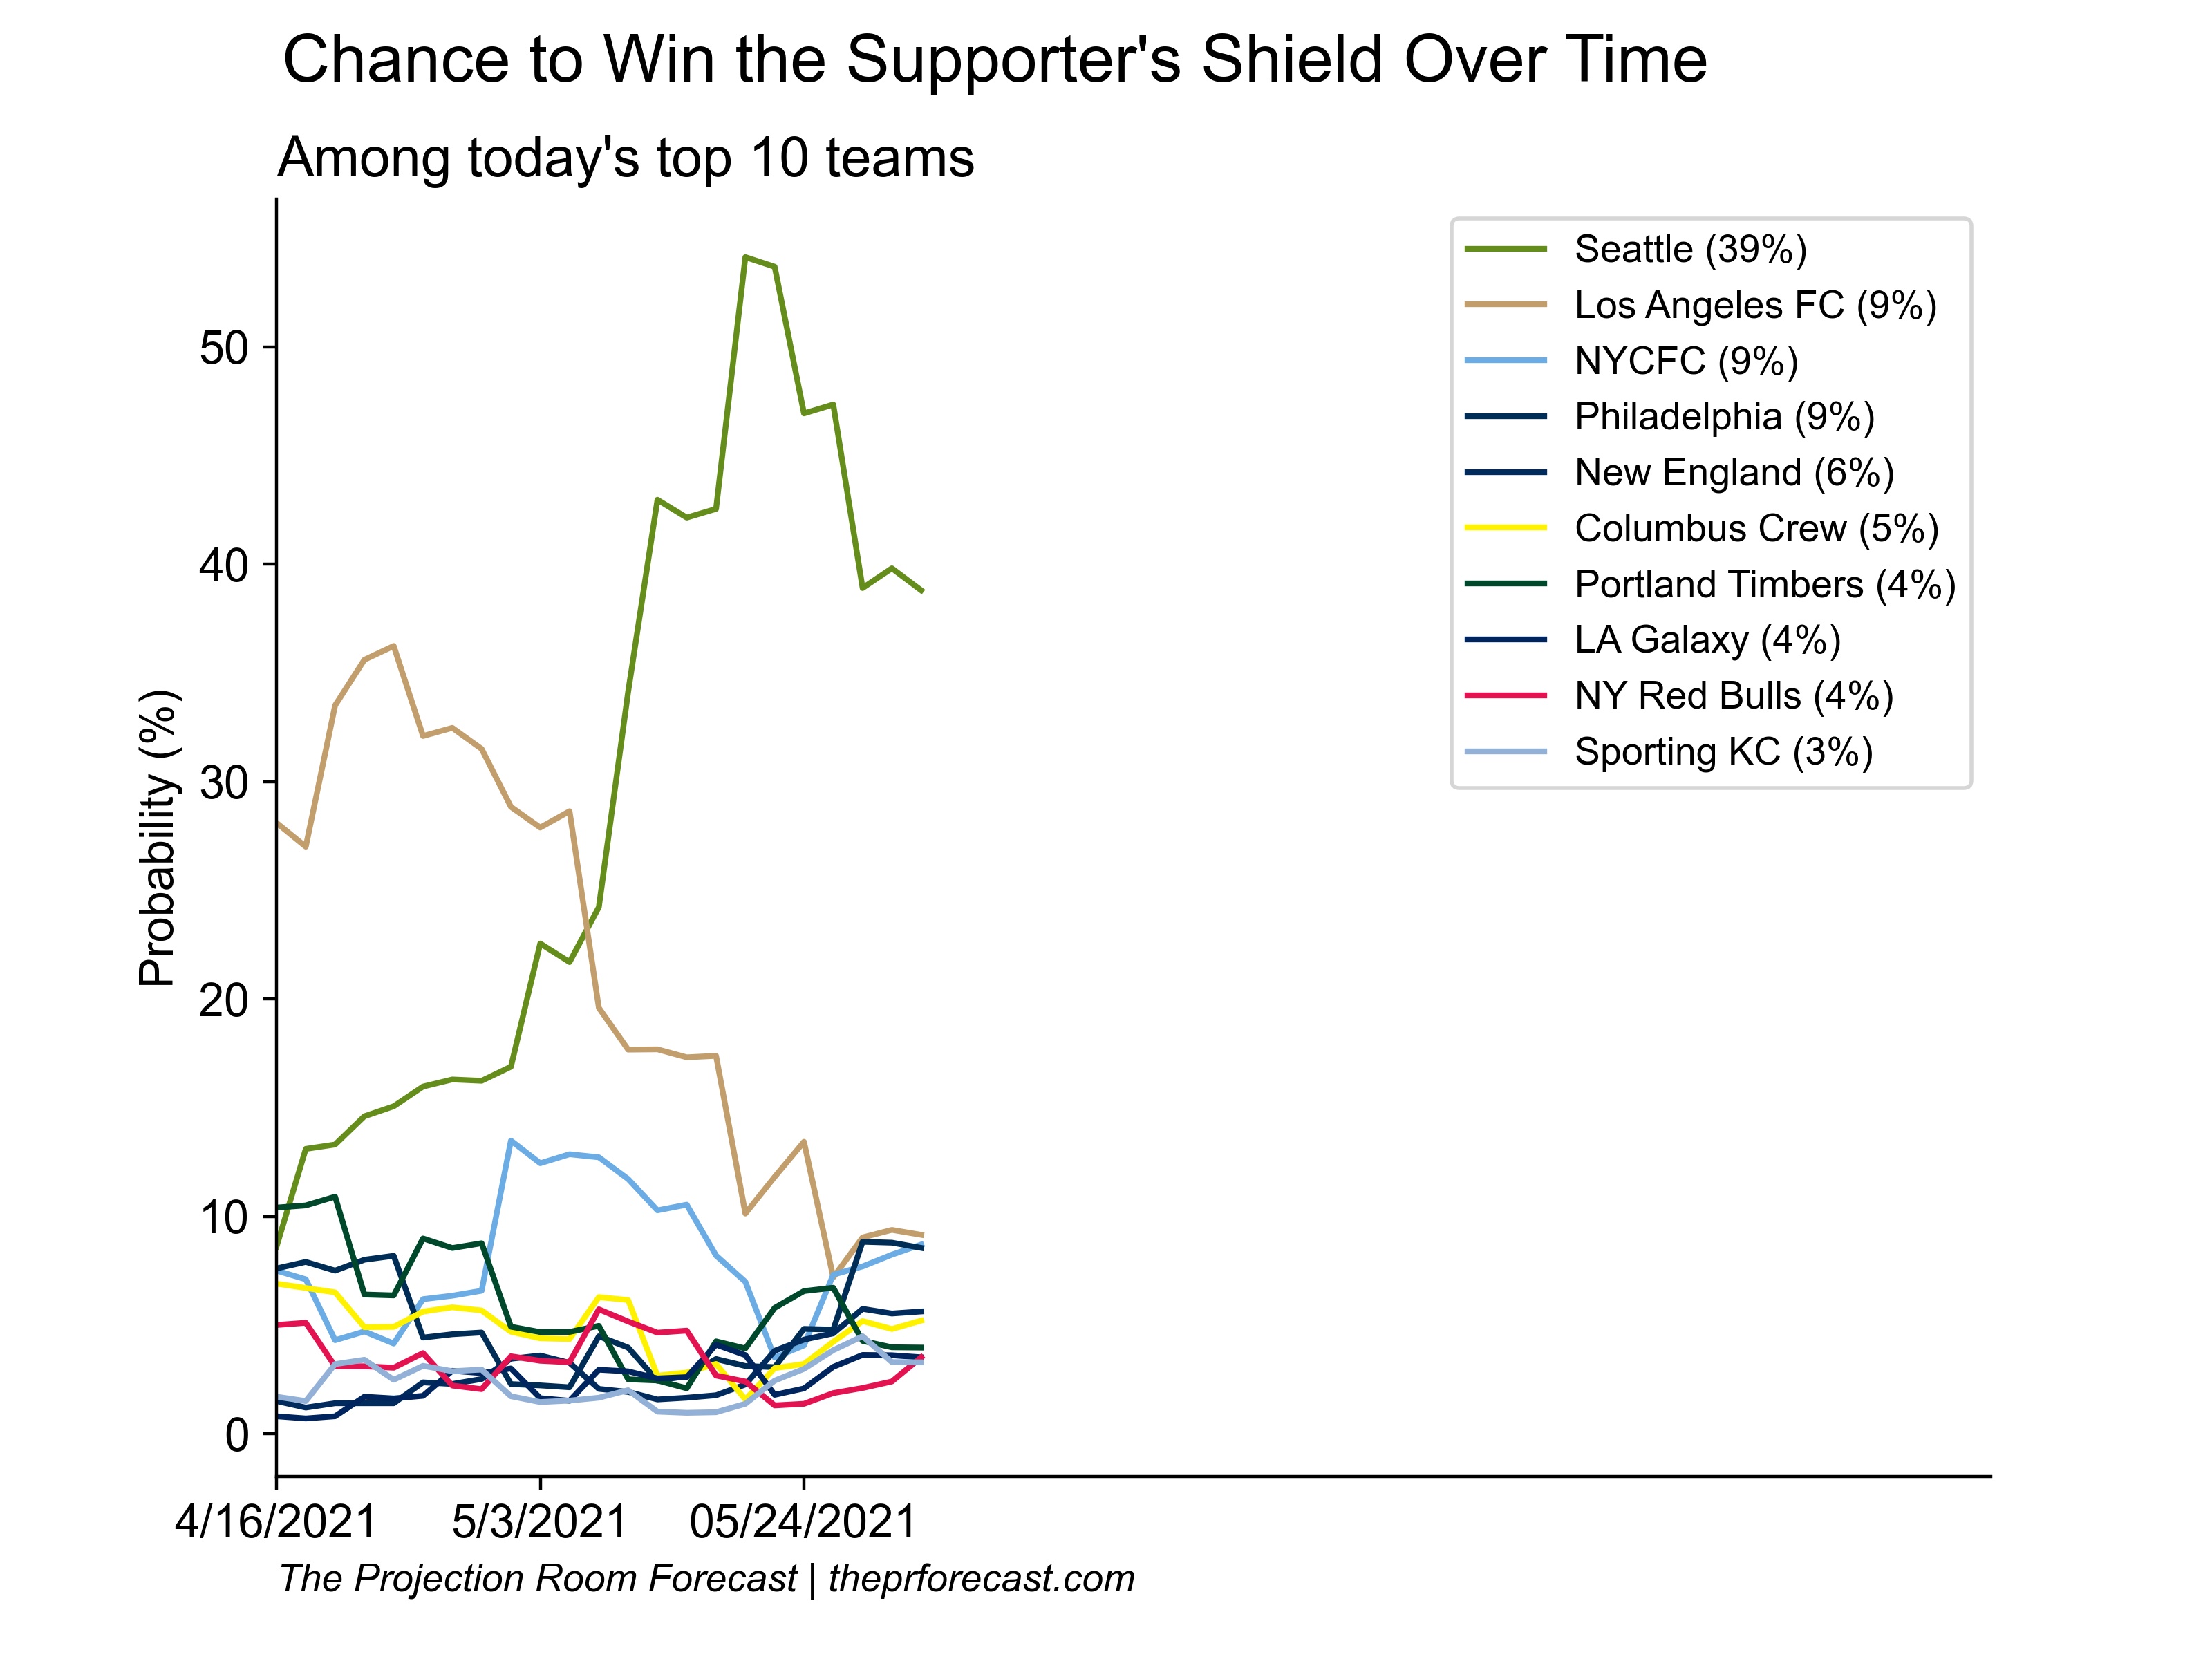 Chance to Win the Supporter's Shield Over Time
Among today's top 10 teams
Seattle (39%)
Los Angeles FC (9%)
NYCFC (9%)
Philadelphia (9%)
New England (6%)
Columbus Crew (5%)
Portland Timbers (4%)
LA Galaxy (4%)
NY Red Bulls (4%)
Sporting KC (3%)
Probability (%)
50
40
30
20
10
0
4/16/2021 5/3/2021 05/24/2021
The Projection Room Forecast | theprforecast.com